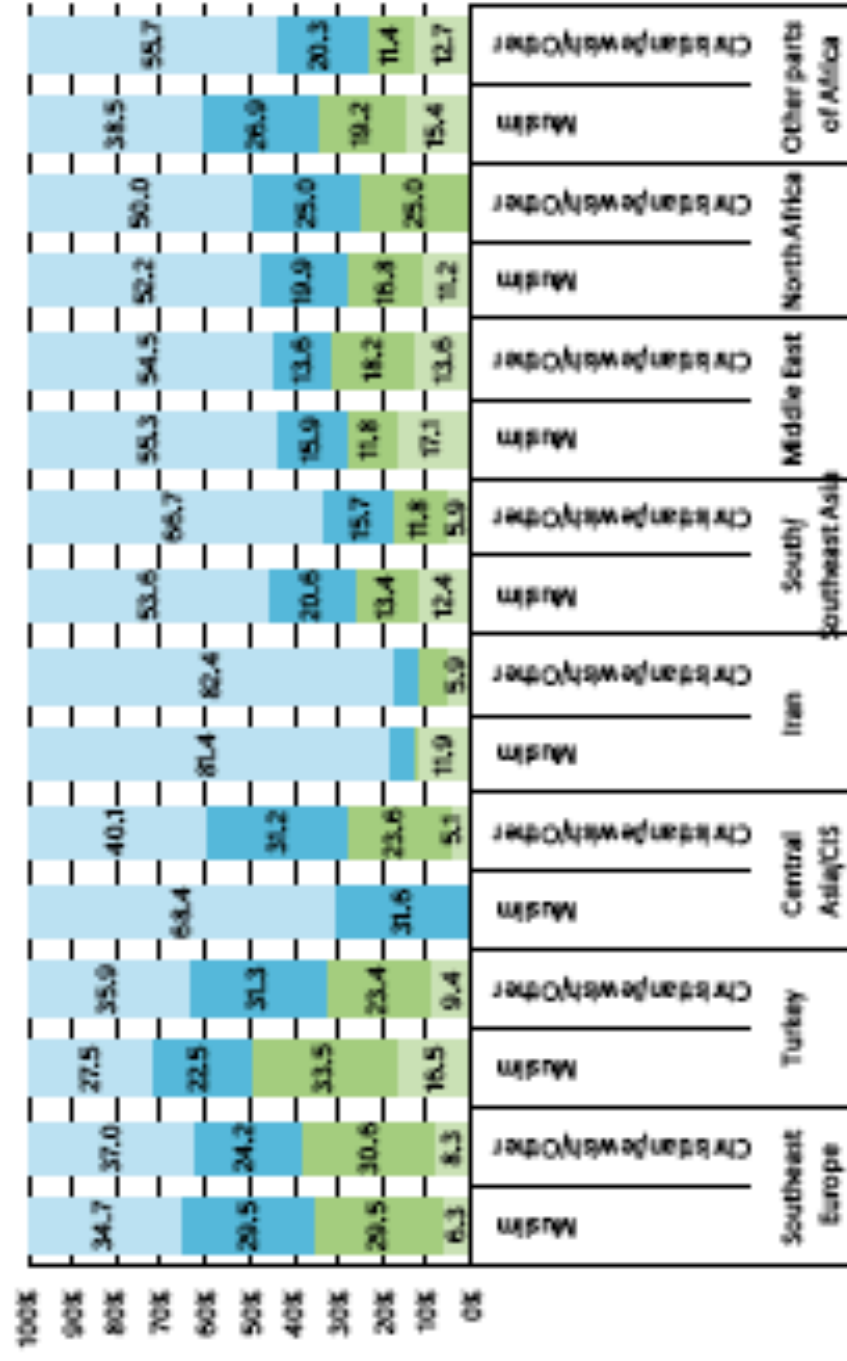 100%
90%
80%
70%
60%
50%
40%
30%
20%
10%
0%
34.7
29.5
29.5
6.3
Muslim
37.0
24.2
30.6
8.3
Christian/Jewish/Other
Southeast
Europe
27.5
22.5
33.5
16.5
Muslim
35.9
31.3
23.4
9.4
Christian/Jewish/Other
Turkey
68.4
31.6
Muslim
40.1
31.2
23.6
5.1
Christian/Jewish/Other
Central
Asia/CIS
81.4
11.9
Muslim
82.4
5.9
Christian/Jewish/Other
Iran
53.6
20.6
13.4
12.4
Muslim
66.7
15.7
11.8
5.9
Christian/Jewish/Other
South/
Southeast Asia
55.3
15.9
11.8
17.1
Muslim
54.5
13.6
18.2
13.6
Christian/Jewish/Other
Middle East
52.2
19.9
16.8
11.2
Muslim
50.0
25.0
25.0
Christian/Jewish/Other
North Africa
38.5
26.9
19.2
15.4
Muslim
55.7
20.3
11.4
12.7
Christian/Jewish/Other
Other parts
of Africa